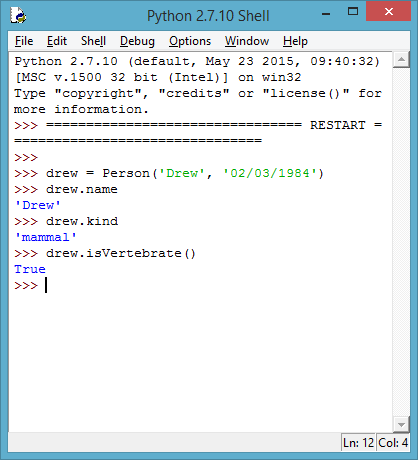 Python 2.7.10 Shell
File Edit Shell Debug Options Window Help
Python 2.7.10 (default, May 23 2015, 09:40:32)
[MSC v.1500 32 bit (Intel)] on win32
Type "copyright", "credits" or "license()" for
more information.
>>> ================================ RESTART =
===============================
>>>
>>> drew = Person('Drew', '02/03/1984')
>>> drew.name
'Drew'
>>> drew.kind
'mammal'
>>> drew.isVertebrate()
True
>>>
Ln: 12 Col: 4